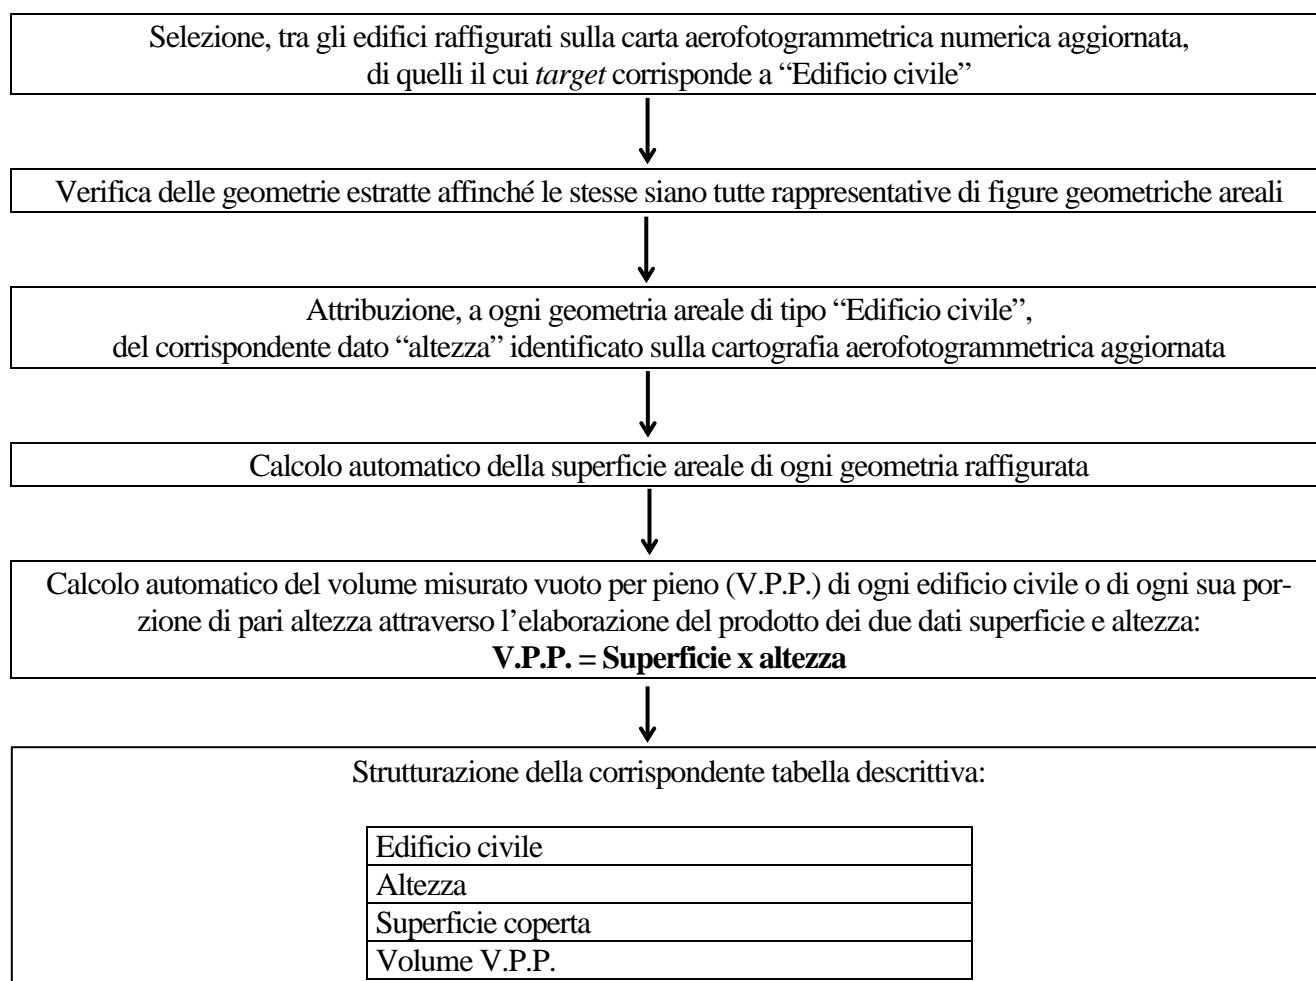 Selezione, tra gli edifici raffigurati sulla carta aerofotogrammetrica numerica aggiornata,
di quelli il cui target corrisponde a “Edificio civile”
Verifica delle geometrie estratte affinché le stesse siano tutte rappresentative di figure geometriche areali
Attribuzione, a ogni geometria areale di tipo “Edificio civile”,
del corrispondente dato “altezza” identificato sulla cartografia aerofotogrammetrica aggiornata
Calcolo automatico della superficie areale di ogni geometria raffigurata
Calcolo automatico del volume misurato vuoto per pieno (V.P.P.) di ogni edificio civile o di ogni sua por-
zione di pari altezza attraverso l’elaborazione del prodotto dei due dati superficie e altezza:
V.P.P. = Superficie x altezza
Strutturazione della corrispondente tabella descrittiva:
Edificio civile
Altezza
Superficie coperta
Volume V.P.P.